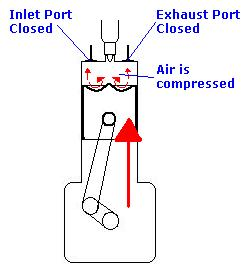 Inlet Port
Closed
Exhaust Port
Closed
Air is
compressed